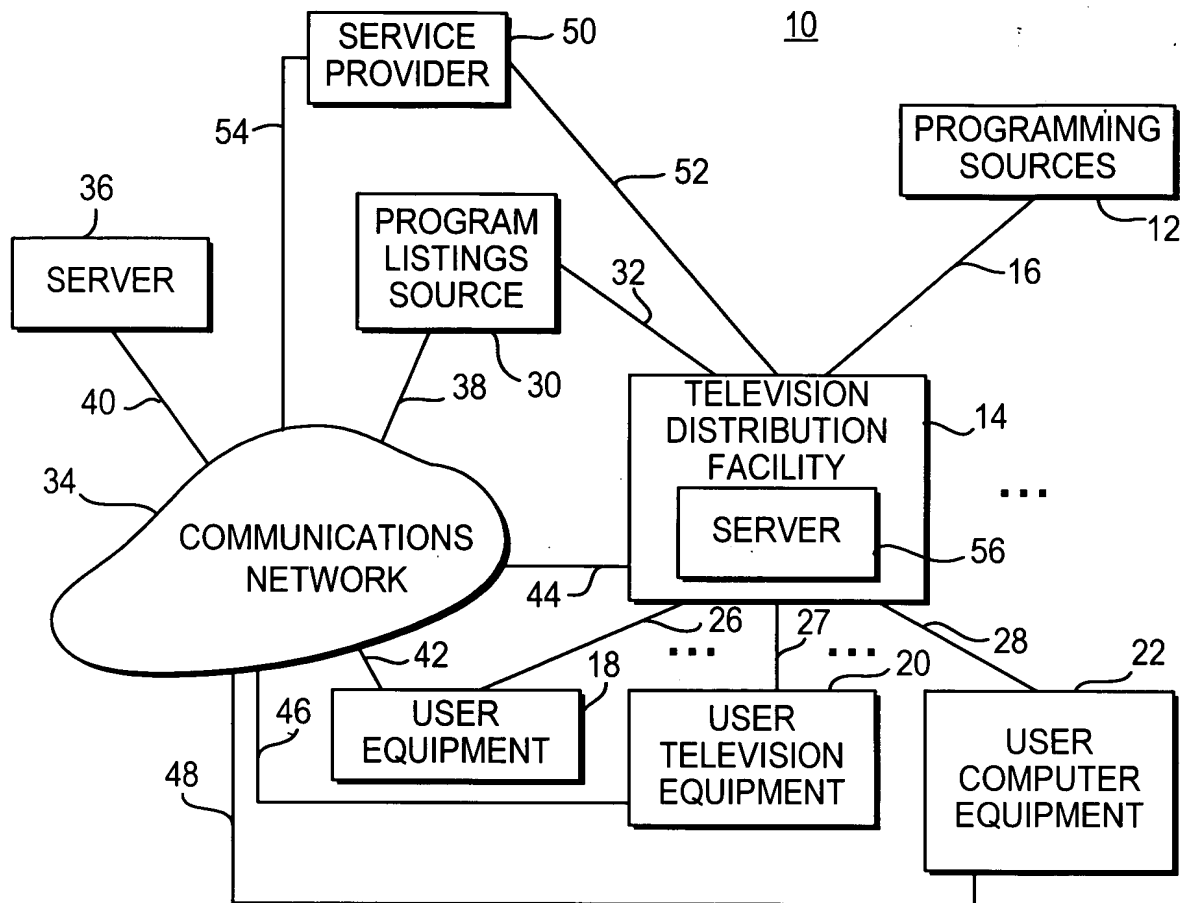 SERVICE
PROVIDER
50
10
54
52
PROGRAMMING
SOURCES
12
16
36
SERVER
40
PROGRAM
LISTINGS
SOURCE
30
32
38
34
COMMUNICATIONS
NETWORK
TELEVISION
DISTRIBUTION
FACILITY
14
...
SERVER
56
44
26
27
28
...
...
42
18
20
22
46
USER
EQUIPMENT
USER
TELEVISION
EQUIPMENT
USER
COMPUTER
EQUIPMENT
48